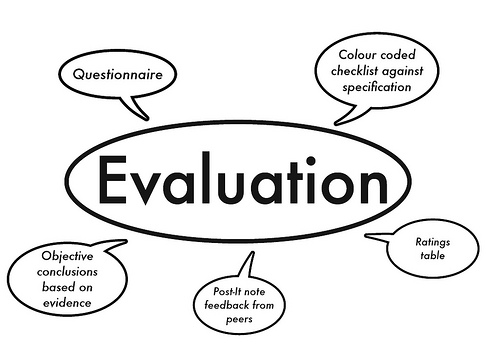 Questionnaire
Colour coded
checklist against
specification
Evaluation
Objective
conclusions
based on
evidence
Post-It note
feedback from
peers
Ratings
table